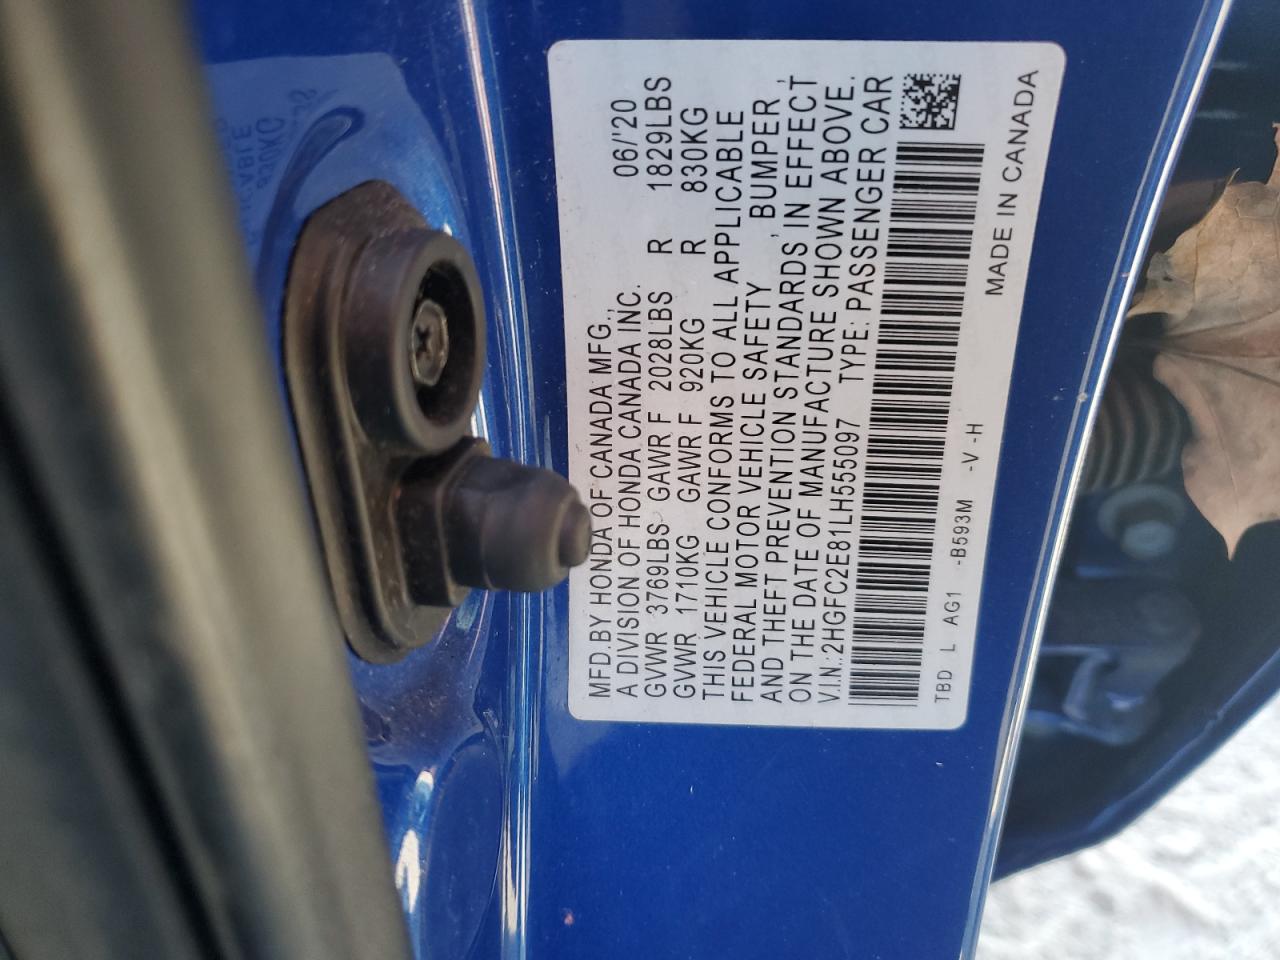 MFD.BY HONDA OF CANADA MFG., 06/'20
A DIVISION OF HONDA CANADA INC.
GVWR 3769LBS GAWR F 2028LBS R 1829LBS
GVWR 1710KG GAWR F 920KG R 830KG
THIS VEHICLE CONFORMS TO ALL APPLICABLE
FEDERAL MOTOR VEHICLE SAFETY , BUMPER ,
AND THEFT PREVENTION STANDARDS IN EFFECT
ON THE DATE OF MANUFACTURE SHOWN ABOVE.
V.I.N.:2HGFC2E81LH555097 TYPE: PASSENGER CAR
TBD L AG1 -B593M -V -H MADE IN CANADA